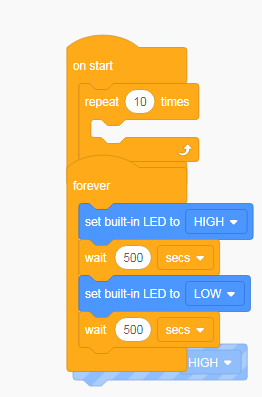 on start
repeat 10 times
forever
set built-in LED to HIGH
wait 500 secs
set built-in LED to LOW
wait 500 secs
HIGH